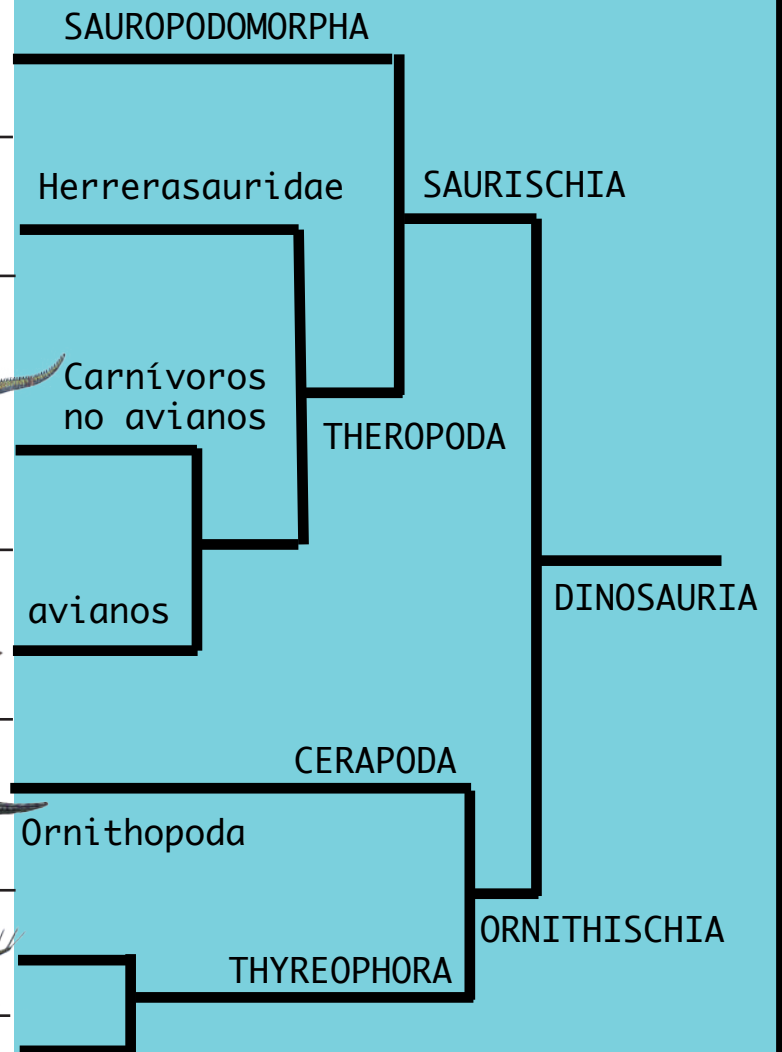 SAUROPODOMORPHA
Herrerasauridae
SAURISCHIA
Carnívoros
no avianos
THEROPODA
DINOSAURIA
avianos
CERAPODA
Ornithopoda
ORNITHISCHIA
THYREOPHORA